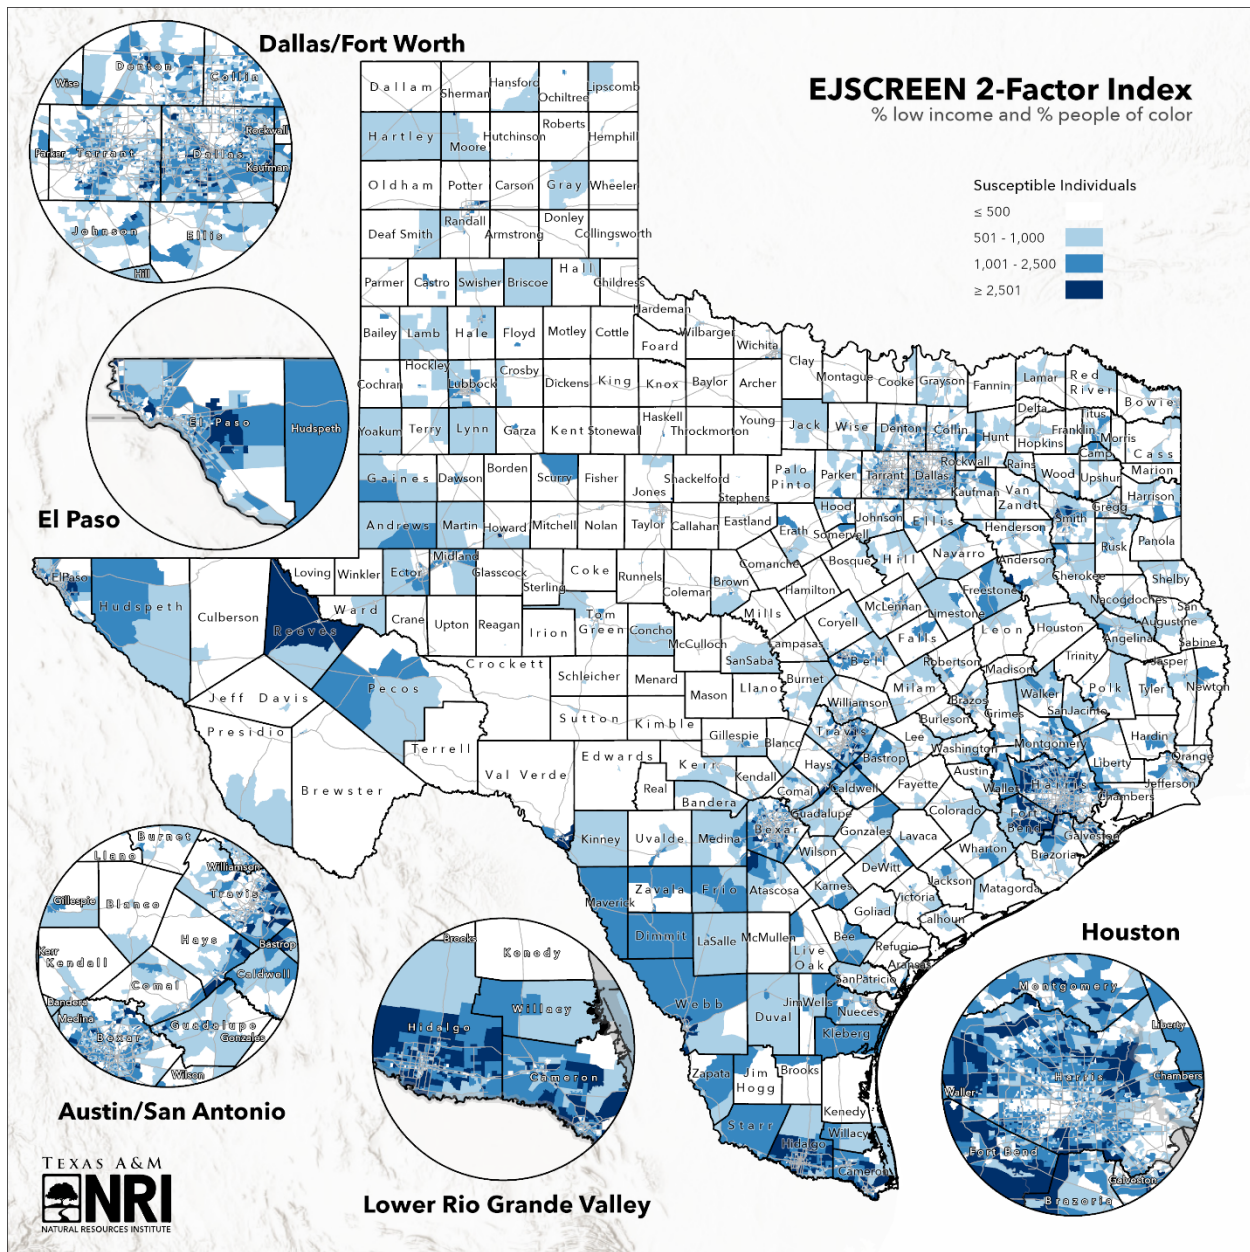 Dallas/Fort Worth
EJSCREEN 2-Factor Index
% low income and % people of color
Susceptible Individuals
≤ 500
501 - 1,000
1,001 - 2,500
≥ 2,501
Denton
Collin
Wise
Rockwall
Parker
Tarrant
Dallas
Kaufman
Johnson
Ellis
Hill
El Paso
Hudspeth
El Paso
Dallam
Sherman
Hansford
Ochiltree
Lipscomb
Hartley
Moore
Hutchinson
Roberts
Hemphill
Oldham
Potter
Carson
Gray
Wheeler
Deaf Smith
Randall
Armstrong
Donley
Collingsworth
Parmer
Castro
Swisher
Briscoe
Hall
Childress
Hardeman
Bailey
Lamb
Hale
Floyd
Motley
Cottle
Foard
Wilbarger
Wichita
Clay
Montague
Cooke
Grayson
Fannin
Lamar
Red
River
Bowie
Cochran
Hockley
Lubbock
Crosby
Dickens
King
Knox
Baylor
Archer
Jack
Wise
Denton
Collin
Hunt
Delta
Hopkins
Titus
Franklin
Morris
Camp
Cass
Yoakum
Terry
Lynn
Garza
Kent
Stonewall
Haskell
Throckmorton
Young
Palo
Pinto
Parker
Tarrant
Dallas
Rockwall
Kaufman
Rains
Wood
Upshur
Marion
Van
Zandt
Gregg
Harrison
Gaines
Dawson
Borden
Scurry
Fisher
Jones
Shackelford
Stephens
Hood
Johnson
Ellis
Henderson
Smith
Rusk
Panola
Andrews
Martin
Howard
Mitchell
Nolan
Taylor
Callahan
Eastland
Erath
Somervell
Hill
Navarro
Anderson
Cherokee
Shelby
El Paso
Hudspeth
Culberson
Loving
Winkler
Ector
Midland
Glasscock
Sterling
Coke
Runnels
Coleman
Brown
Comanche
Bosque
Hamilton
Freestone
Limestone
McLennan
Nacogdoches
San
Augustine
Sabine
Reeves
Ward
Crane
Upton
Reagan
Irion
Tom
Green
Concho
McCulloch
Mills
Coryell
Falls
Leon
Houston
Angelina
Trinity
Jeff Davis
Pecos
Crockett
Schleicher
Menard
Mason
SanSaba
Lampasas
Llano
Burnet
Bell
Milam
Robertson
Madison
Polk
Tyler
Jasper
Newton
Presidio
Brewster
Terrell
Sutton
Kimble
Gillespie
Blanco
Williamson
Travis
Hays
Bastrop
Lee
Burleson
Brazos
Grimes
Walker
SanJacinto
Montgomery
Washington
Hardin
Liberty
Orange
Jefferson
Val Verde
Edwards
Real
Kerr
Kendall
Bandera
Comal
Caldwell
Guadalupe
Fayette
Austin
Waller
Harris
Chambers
Fort
Bend
Galveston
Kinney
Uvalde
Medina
Bexar
Wilson
Gonzales
Lavaca
Colorado
Wharton
Brazoria
Maverick
Zavala
Frio
Atascosa
Karnes
DeWitt
Victoria
Jackson
Matagorda
Goliad
Calhoun
Dimmit
LaSalle
McMullen
Live
Oak
Bee
Refugio
Aransas
SanPatricio
Webb
Duval
JimWells
Nueces
Kleberg
Zapata
Jim
Hogg
Brooks
Kenedy
Starr
Hidalgo
Willacy
Cameron
Burnet
Llano
Williamson
Travis
Gillespie
Blanco
Hays
Bastrop
Kerr
Kendall
Caldwell
Comal
Bandera
Medina
Guadalupe
Bexar
Gonzales
Wilson
Austin/San Antonio
Brooks
Kenedy
Willacy
Hidalgo
Cameron
Lower Rio Grande Valley
Houston
Montgomery
Liberty
Harris
Chambers
Waller
Fort Bend
Galveston
Brazoria
TEXAS A&M
NRI
NATURAL RESOURCES INSTITUTE